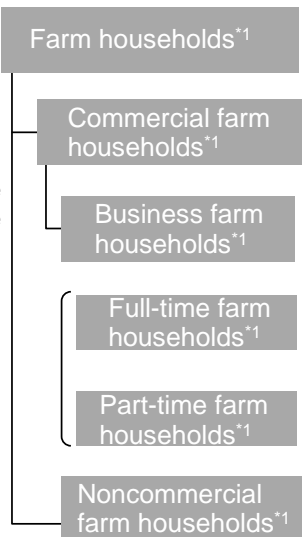 Farm households*1
Commercial farm
households*1
Business farm
households*1
Full-time farm
households*1
Part-time farm
households*1
Noncommercial
farm households*1